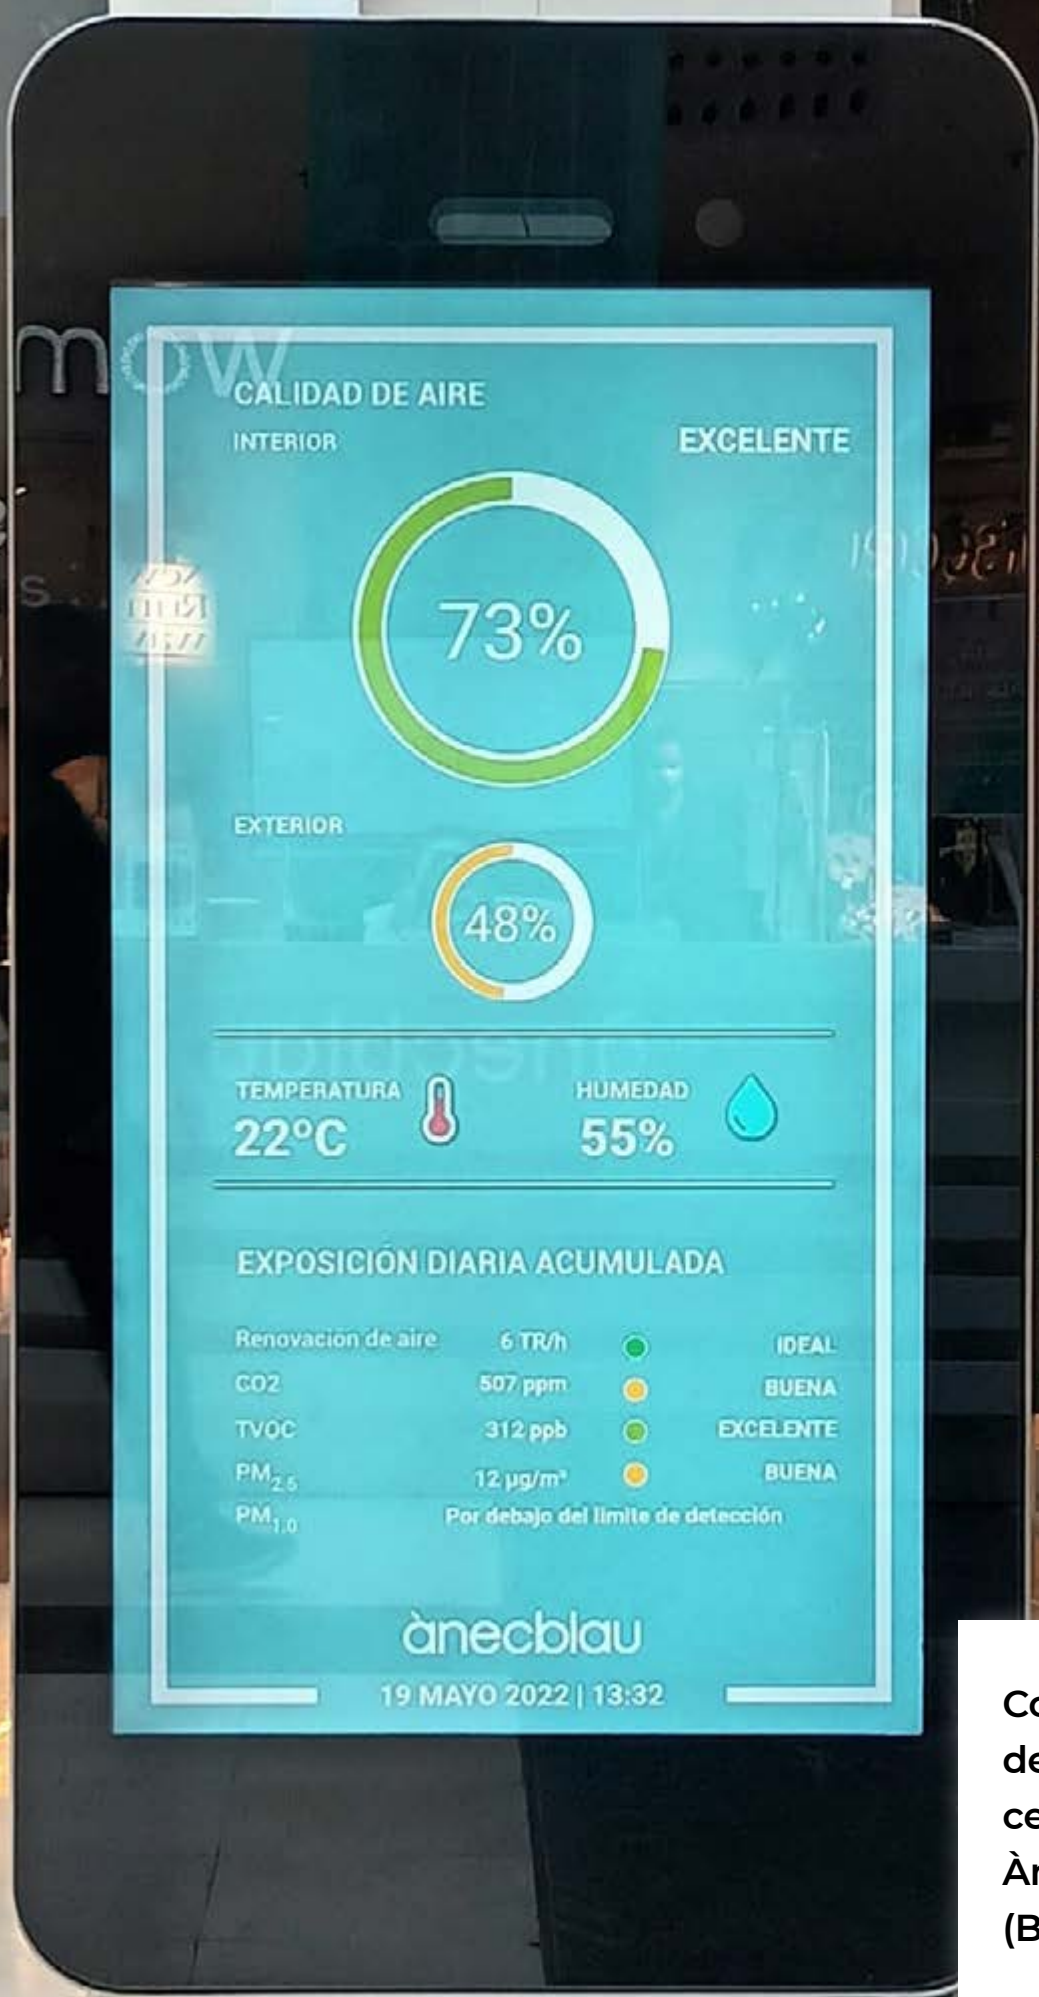 mow
CALIDAD DE AIRE
INTERIOR
EXCELENTE
73%
EXTERIOR
48%
TEMPERATURA
22ºC
HUMEDAD
55%
EXPOSICIÓN DIARIA ACUMULADA
Renovación de aire 6 TR/h IDEAL
CO2 507 ppm BUENA
TVOC 312 ppb EXCELENTE
PM2.5 12 µg/m³ BUENA
PM1.0 Por debajo del limite de detección
ànecblau
19 MAYO 2022 | 13:32